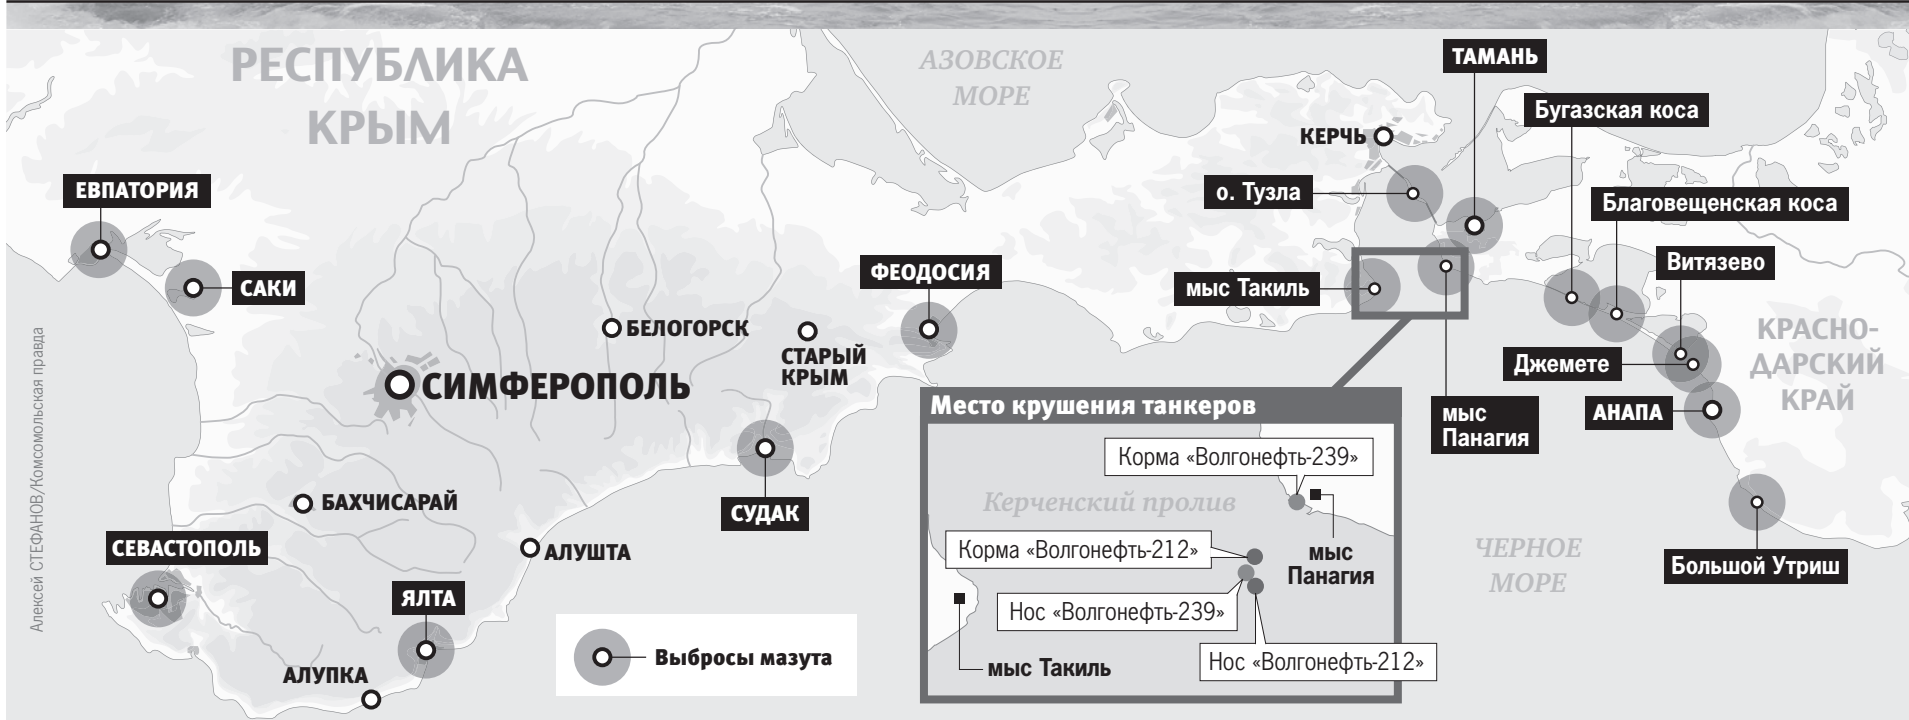 РЕСПУБЛИКА
КРЫМ
АЗОВСКОЕ
МОРЕ
ТАМАНЬ
Бугазская коса
КЕРЧЬ
о. Тузла
Благовещенская коса
ЕВПАТОРИЯ
САКИ
ФЕОДОСИЯ
мыс Такиль
Витязево
БЕЛОГОРСК
СТАРЫЙ
КРЫМ
КРАСНО-
ДАРСКИЙ
КРАЙ
Джемете
СИМФЕРОПОЛЬ
мыс
Панагия
АНАПА
Место крушения танкеров
Корма «Волгонефть-239»
Керченский пролив
Корма «Волгонефть-212»
мыс
Панагия
Нос «Волгонефть-239»
Нос «Волгонефть-212»
мыс Такиль
БАХЧИСАРАЙ
СУДАК
СЕВАСТОПОЛЬ
АЛУШТА
ЧЕРНОЕ
МОРЕ
Большой Утриш
ЯЛТА
АЛУПКА
Выбросы мазута
Алексей СТЕФАНОВ/Комсомольская правда